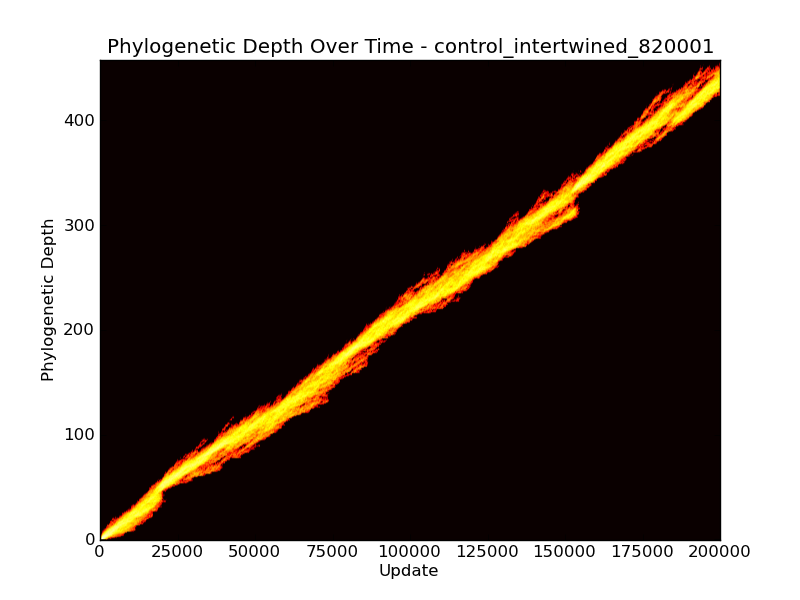 Phylogenetic Depth Over Time - control_intertwined_820001
400
300
200
100
0
Phylogenetic Depth
0 25000 50000 75000 100000 125000 150000 175000 200000
Update